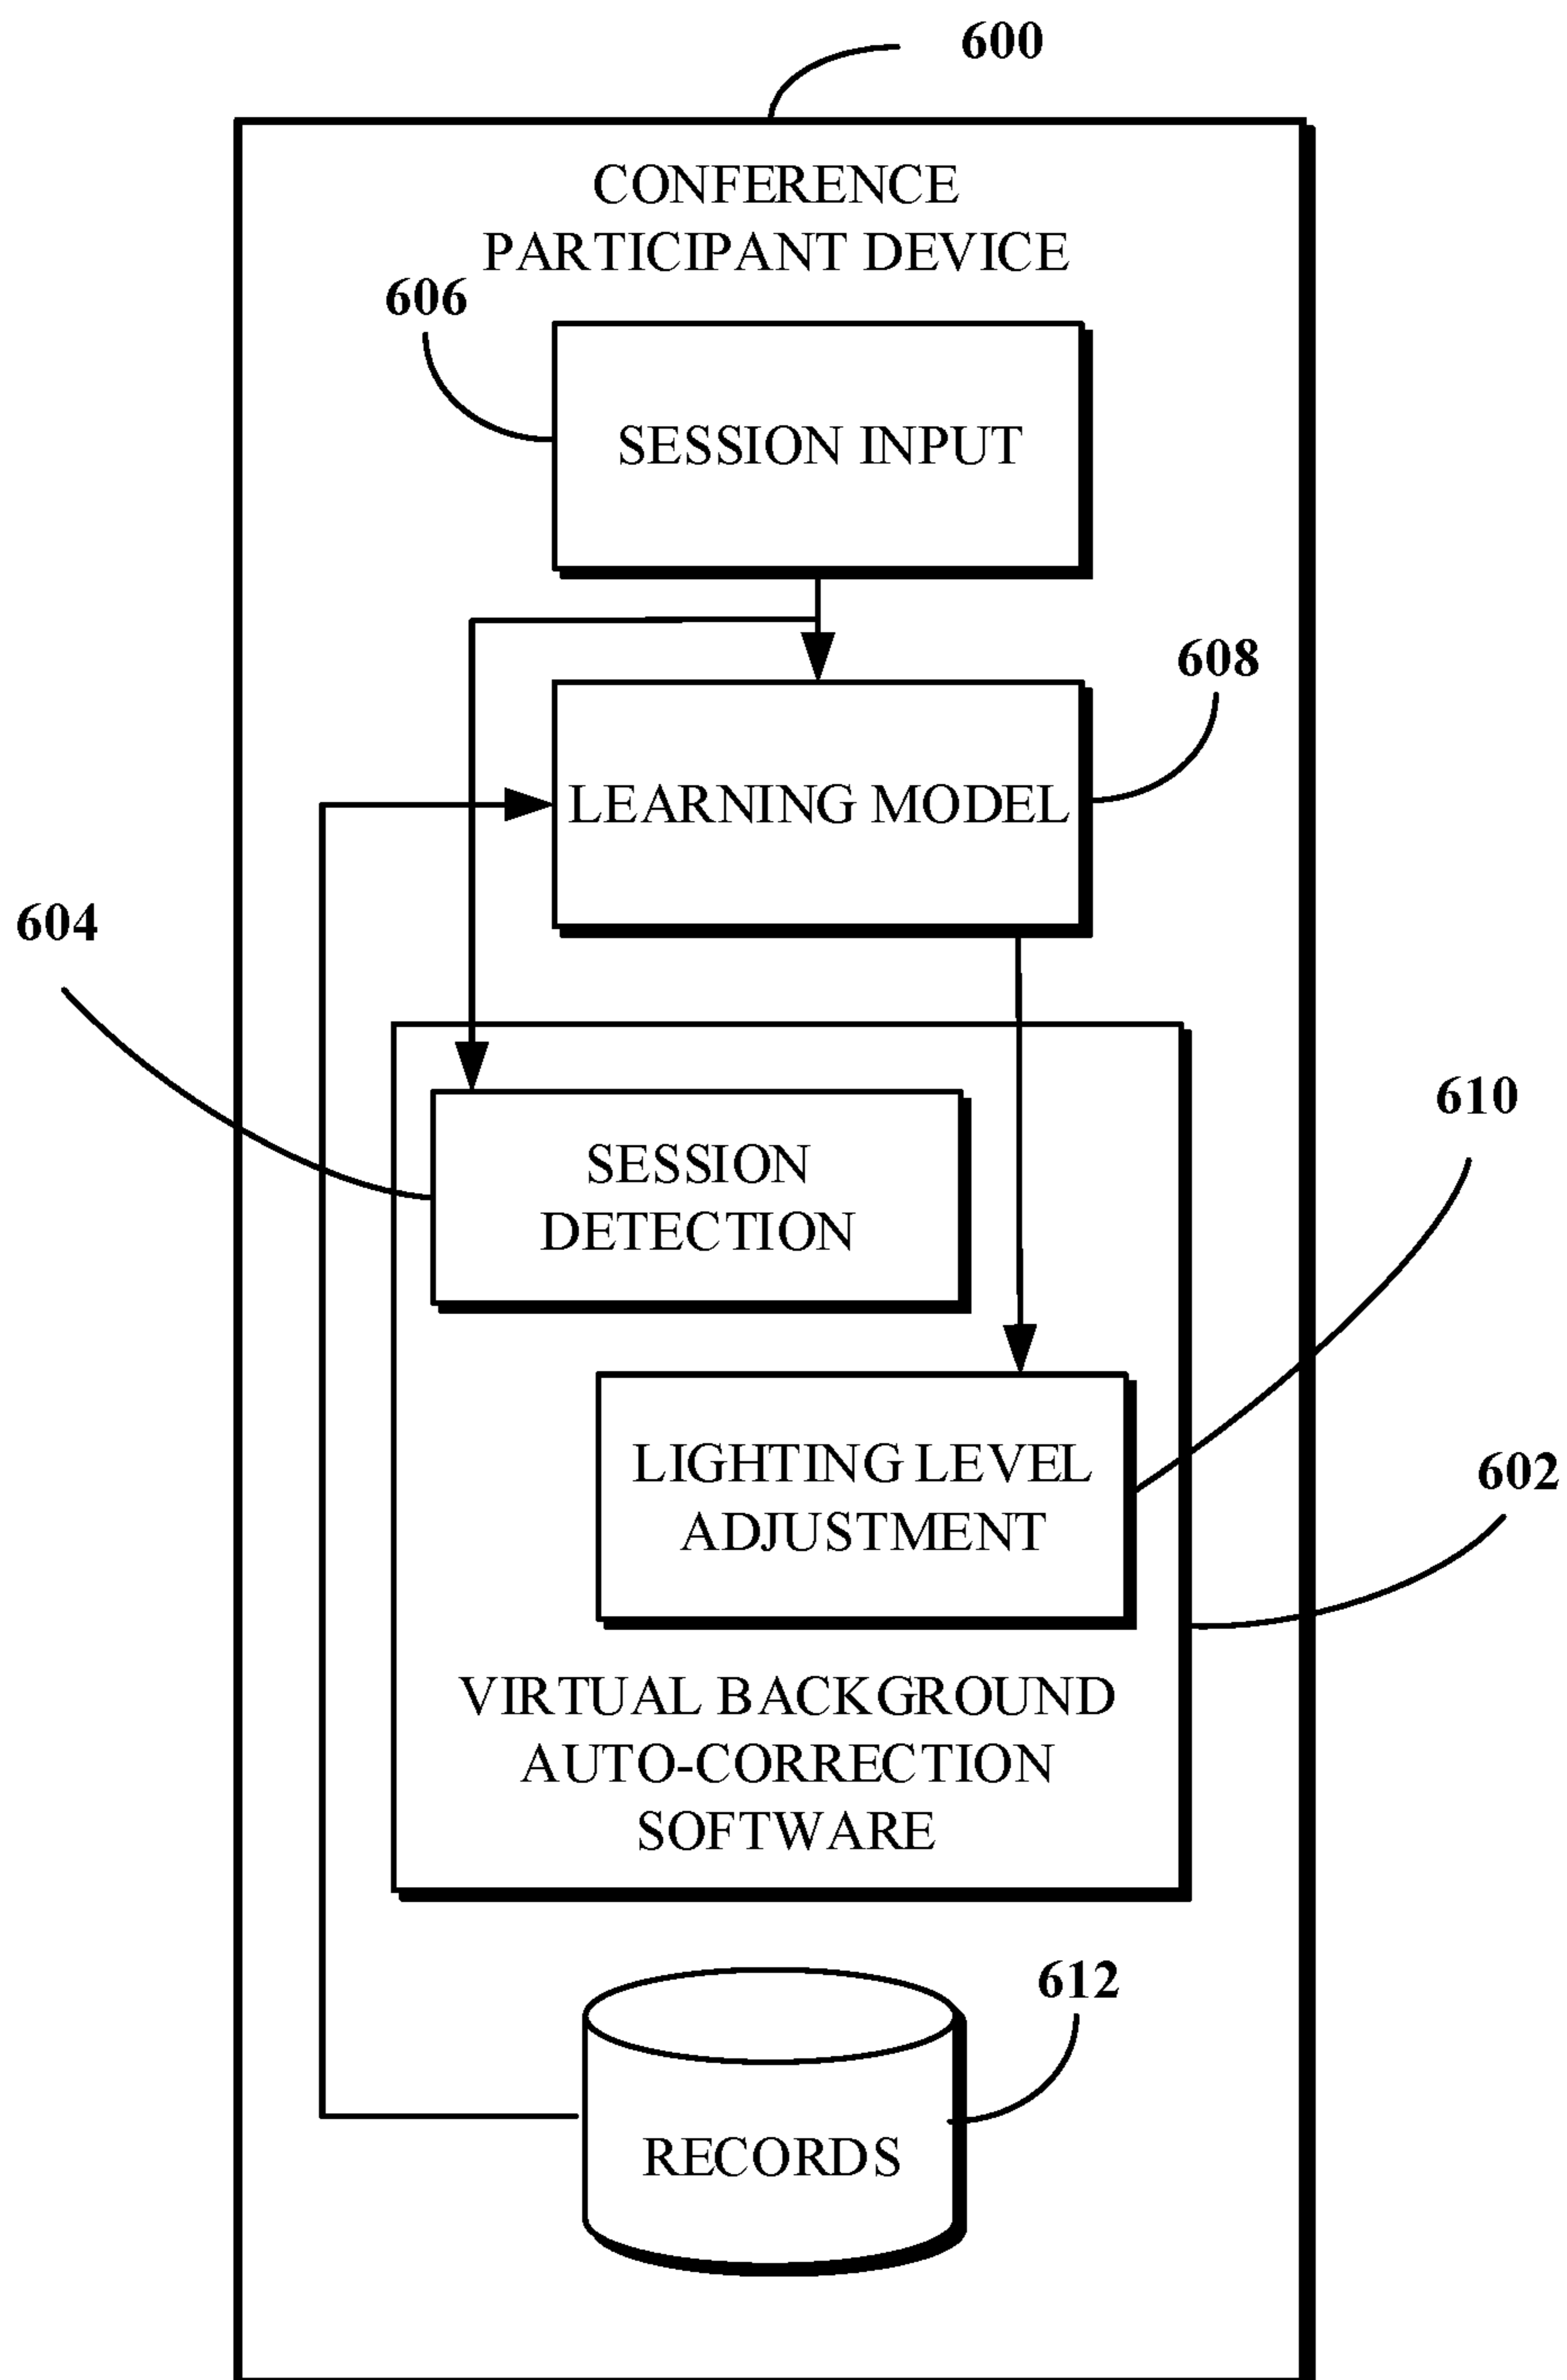 600
CONFERENCE
PARTICIPANT DEVICE
606
SESSION INPUT
608
LEARNING MODEL
604
610
SESSION
DETECTION
LIGHTING LEVEL
ADJUSTMENT
602
VIRTUAL BACKGROUND
AUTO-CORRECTION
SOFTWARE
612
RECORDS